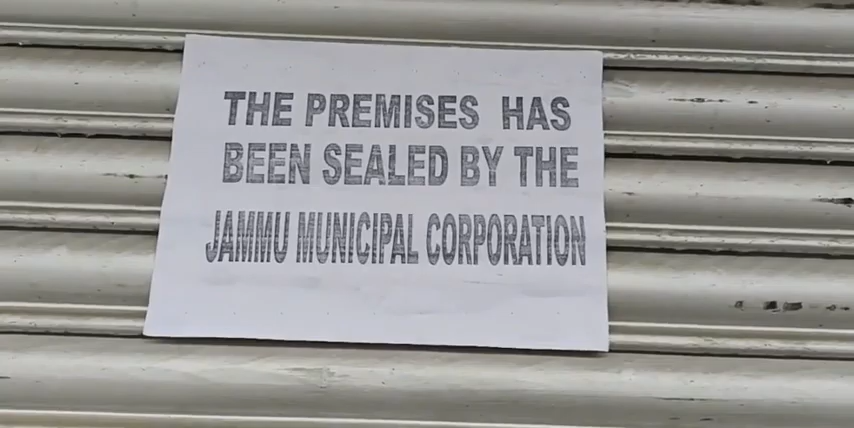 THE PREMISES HAS
BEEN SEALED BY THE
JAMMU MUNICIPAL CORPORATION